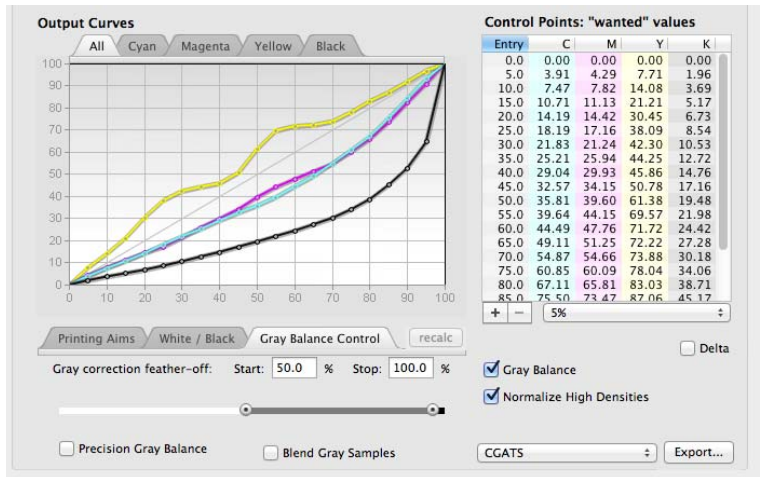 Output Curves
All Cyan Magenta Yellow Black
100
90
80
70
60
50
40
30
20
10
0
0 10 20 30 40 50 60 70 80 90 100
Control Points: "wanted" values
Entry C M Y K
0.0 0.00 0.00 0.00 0.00
5.0 3.91 4.29 7.71 1.96
10.0 7.47 7.82 14.08 3.69
15.0 10.71 11.13 21.21 5.17
20.0 14.19 14.42 30.45 6.73
25.0 18.19 17.16 38.09 8.54
30.0 21.83 21.24 42.30 10.53
35.0 25.21 25.94 44.25 12.72
40.0 29.04 29.93 45.86 14.76
45.0 32.57 34.15 50.78 17.16
50.0 35.81 39.60 61.38 19.48
55.0 39.64 44.15 69.57 21.98
60.0 44.49 47.76 71.72 24.42
65.0 49.11 51.25 72.22 27.28
70.0 54.87 54.66 73.88 30.18
75.0 60.85 60.09 78.04 34.06
80.0 67.11 65.81 83.03 38.71
85.0 75.50 73.47 87.06 45.17
+ − 5%
Printing Aims White / Black Gray Balance Control recalc
Gray correction feather-off: Start: 50.0 % Stop: 100.0 %
Precision Gray Balance Blend Gray Samples
Delta
Gray Balance
Normalize High Densities
CGATS Export...